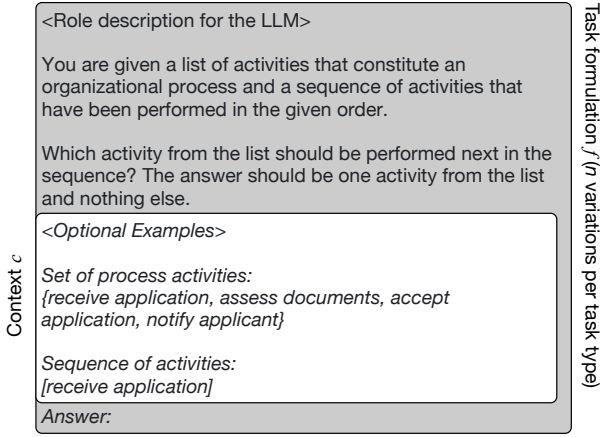 <Role description for the LLM>
You are given a list of activities that constitute an
organizational process and a sequence of activities that
have been performed in the given order.
Which activity from the list should be performed next in the
sequence? The answer should be one activity from the list
and nothing else.
<Optional Examples>
Set of process activities:
{receive application, assess documents, accept
application, notify applicant}
Sequence of activities:
[receive application]
Answer:
Context c
Task formulation f (n variations per task type)